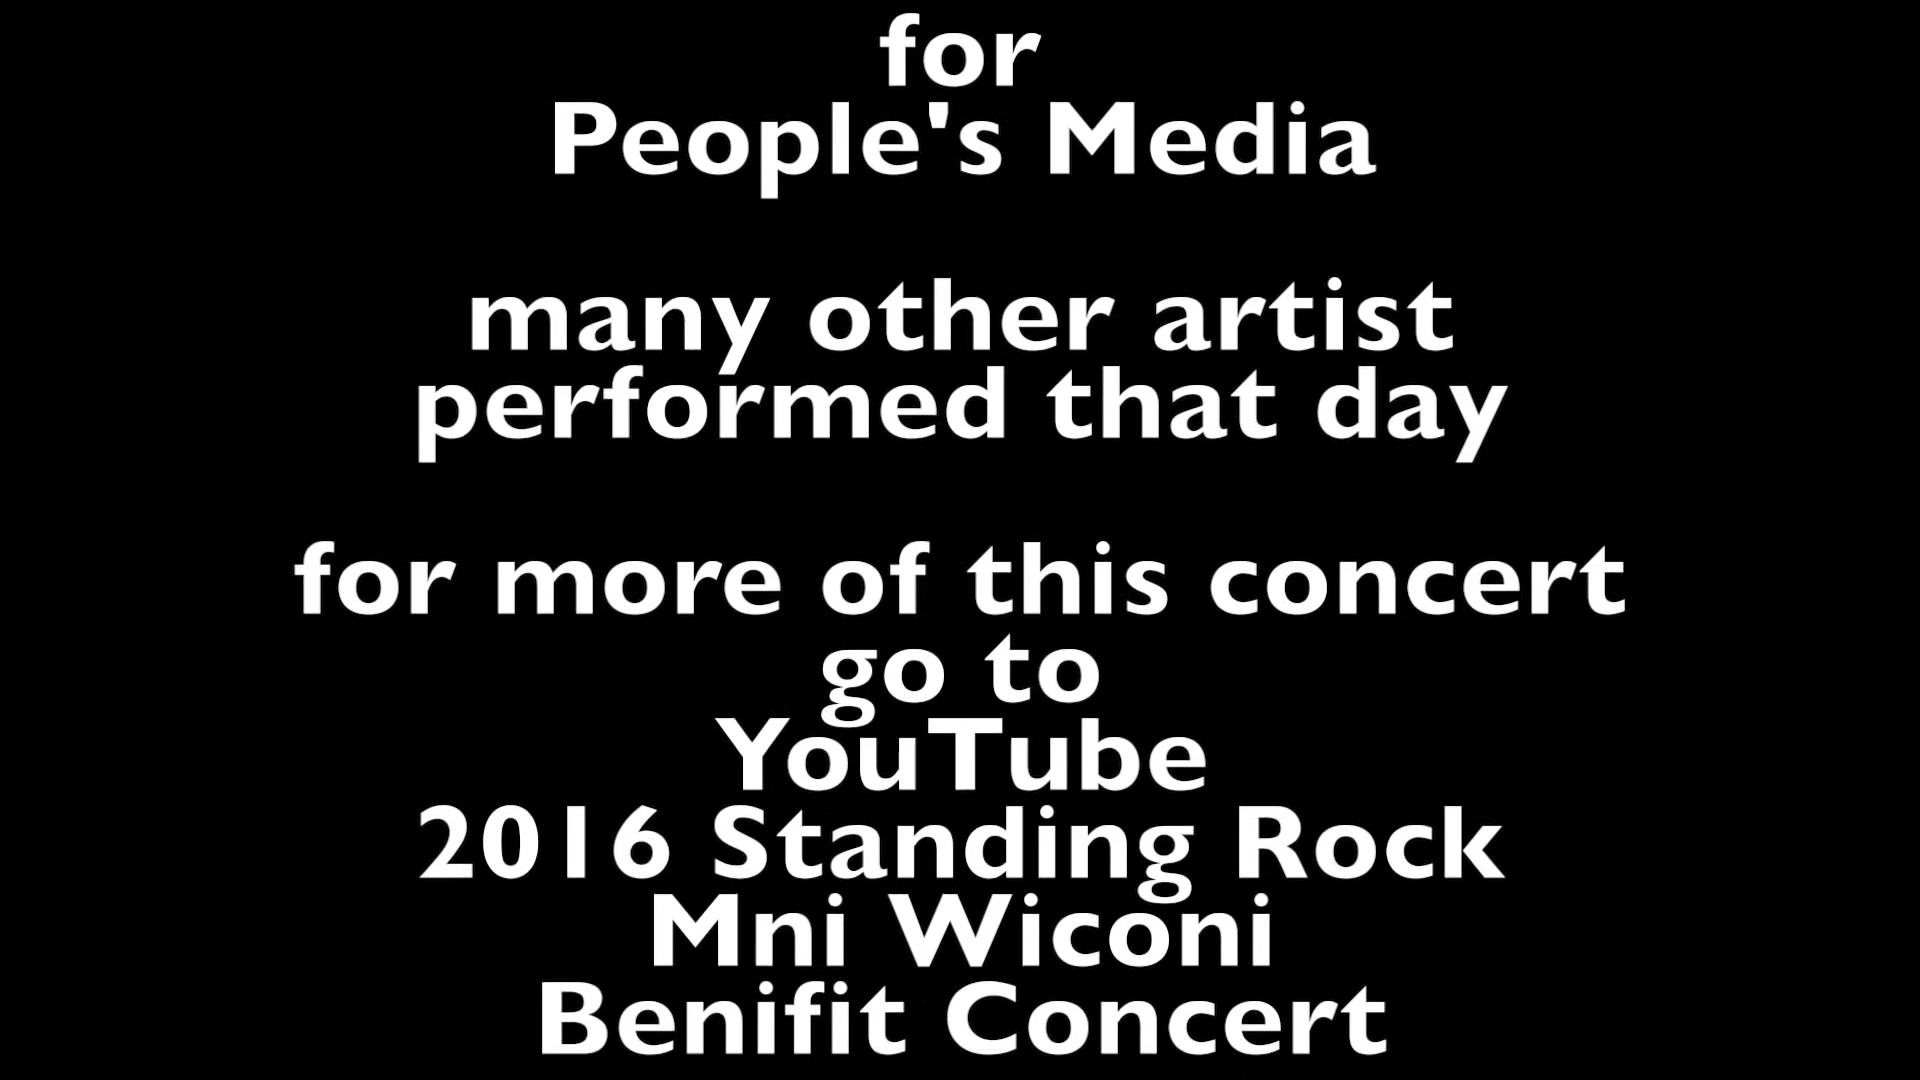 for
People's Media
many other artist
performed that day
for more of this concert
go to
YouTube
2016 Standing Rock
Mni Wiconi
Benifit Concert